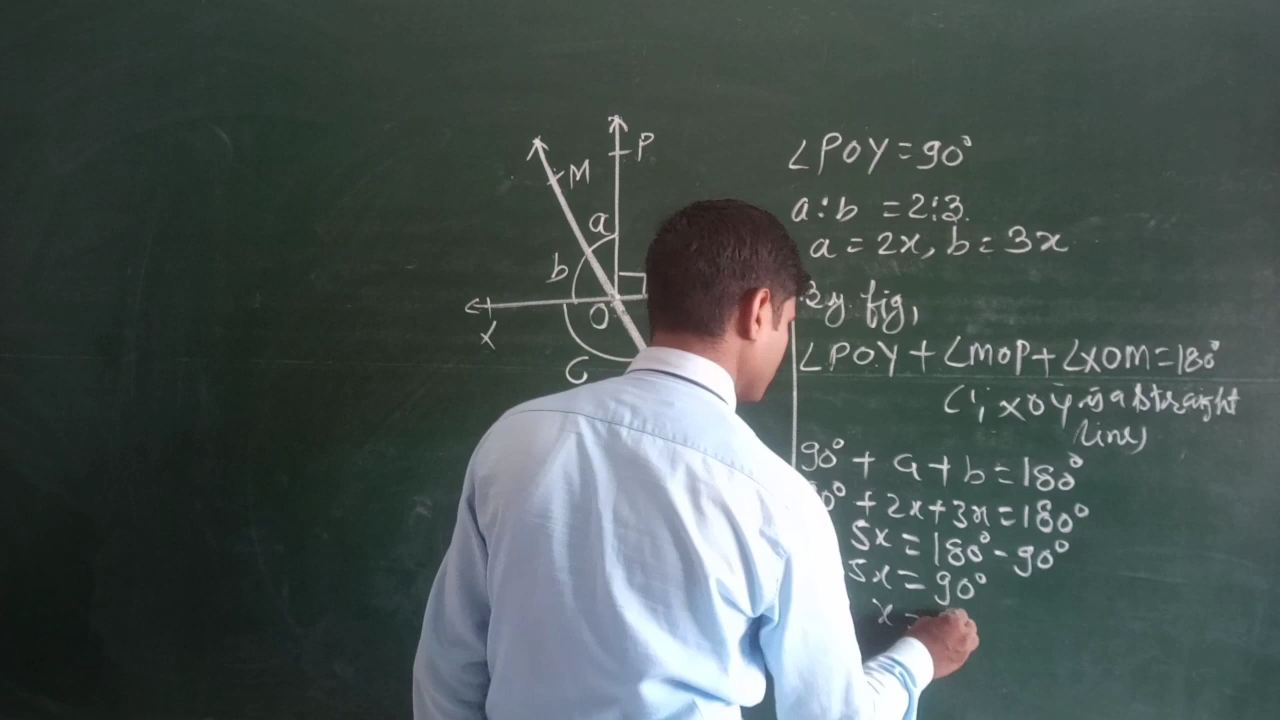 P
M
a
b
X
O
C
∠POY = 90°
a:b = 2:3.
a = 2x, b = 3x
By fig,
∠POY + ∠MOP + ∠XOM = 180°
(∵ XOY is a straight
line)
90° + a + b = 180°
0° + 2x + 3x = 180°
5x = 180° - 90°
5x = 90°
x =